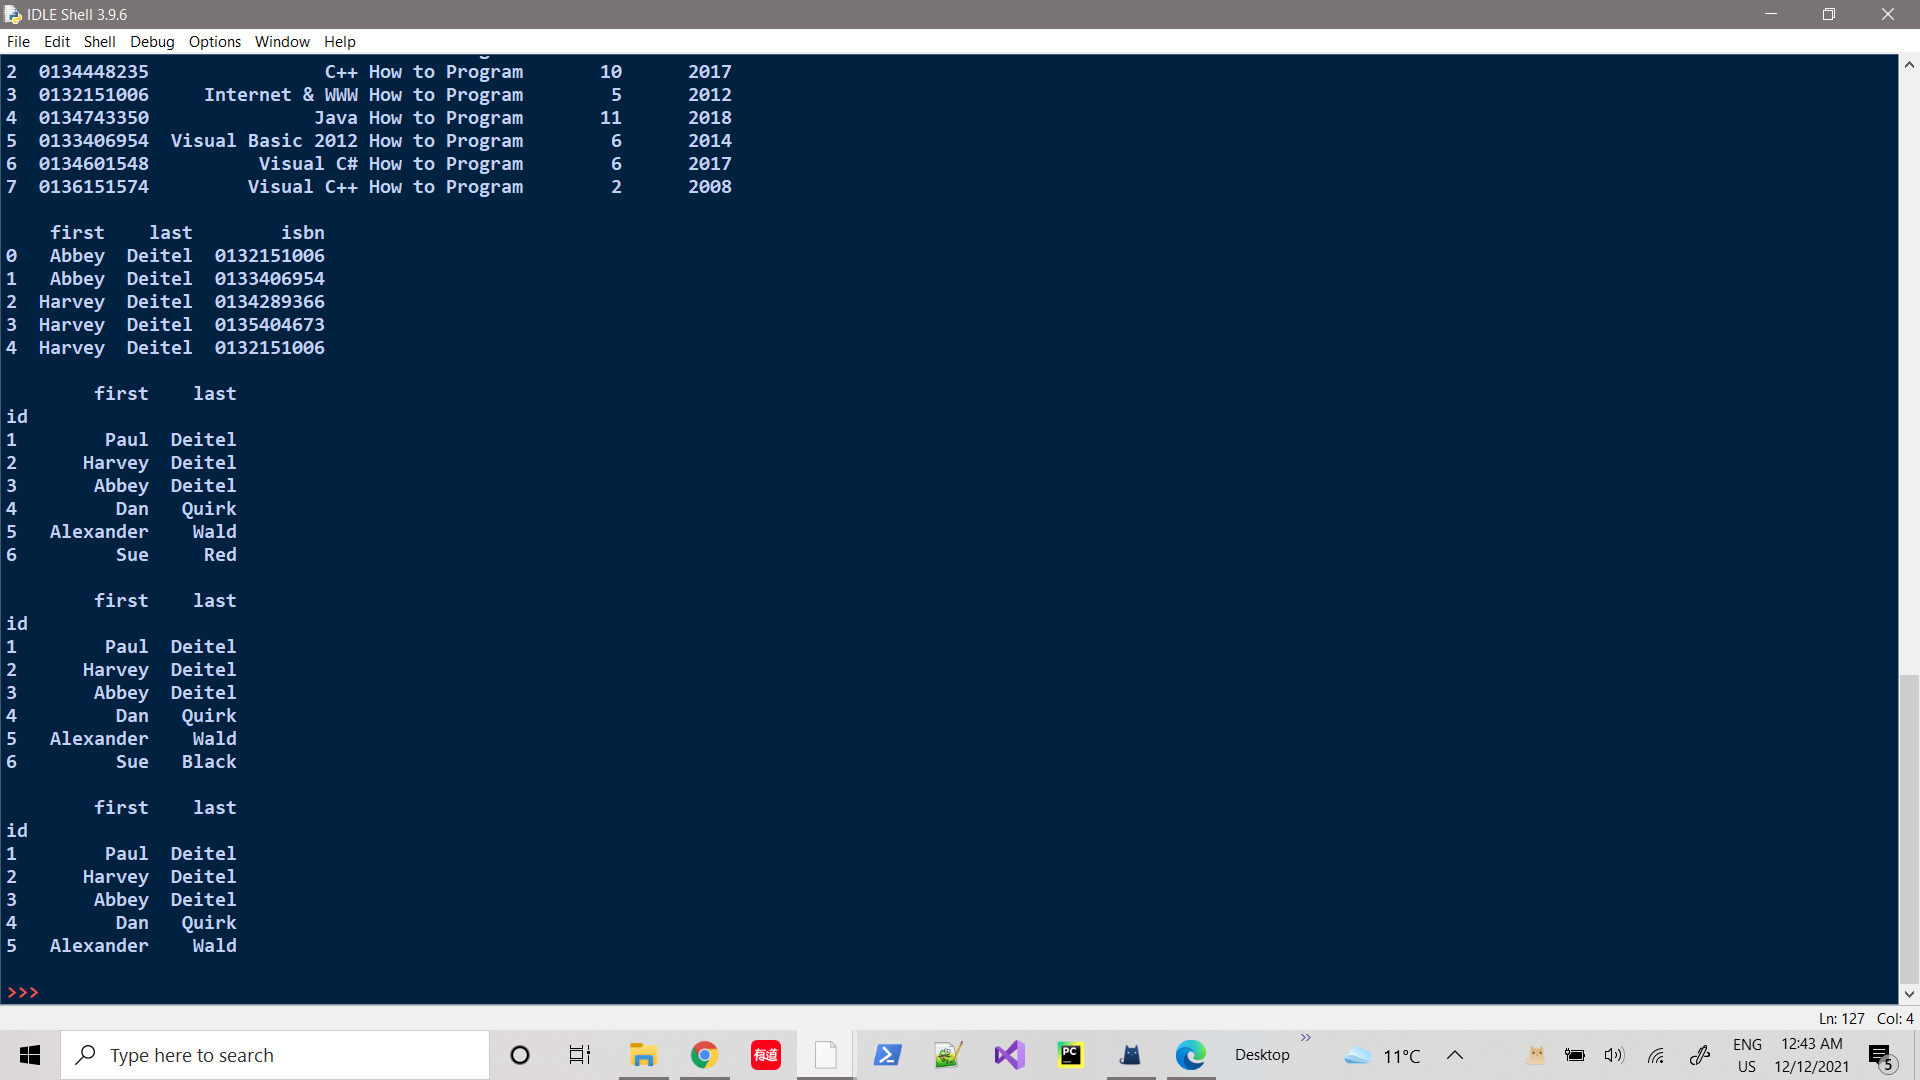 IDLE Shell 3.9.6
File Edit Shell Debug Options Window Help
2  0134448235                C++ How to Program       10      2017
3  0132151006     Internet & WWW How to Program        5      2012
4  0134743350               Java How to Program       11      2018
5  0133406954  Visual Basic 2012 How to Program        6      2014
6  0134601548          Visual C# How to Program        6      2017
7  0136151574         Visual C++ How to Program        2      2008
    first    last        isbn
0   Abbey  Deitel  0132151006
1   Abbey  Deitel  0133406954
2  Harvey  Deitel  0134289366
3  Harvey  Deitel  0135404673
4  Harvey  Deitel  0132151006
        first    last
id
1        Paul  Deitel
2      Harvey  Deitel
3       Abbey  Deitel
4         Dan   Quirk
5   Alexander    Wald
6         Sue     Red
        first    last
id
1        Paul  Deitel
2      Harvey  Deitel
3       Abbey  Deitel
4         Dan   Quirk
5   Alexander    Wald
6         Sue   Black
        first    last
id
1        Paul  Deitel
2      Harvey  Deitel
3       Abbey  Deitel
4         Dan   Quirk
5   Alexander    Wald
>>>
Ln: 127 Col: 4
Type here to search
有道
PC
Desktop
»
11°C
ENG
US
12:43 AM
12/12/2021
5